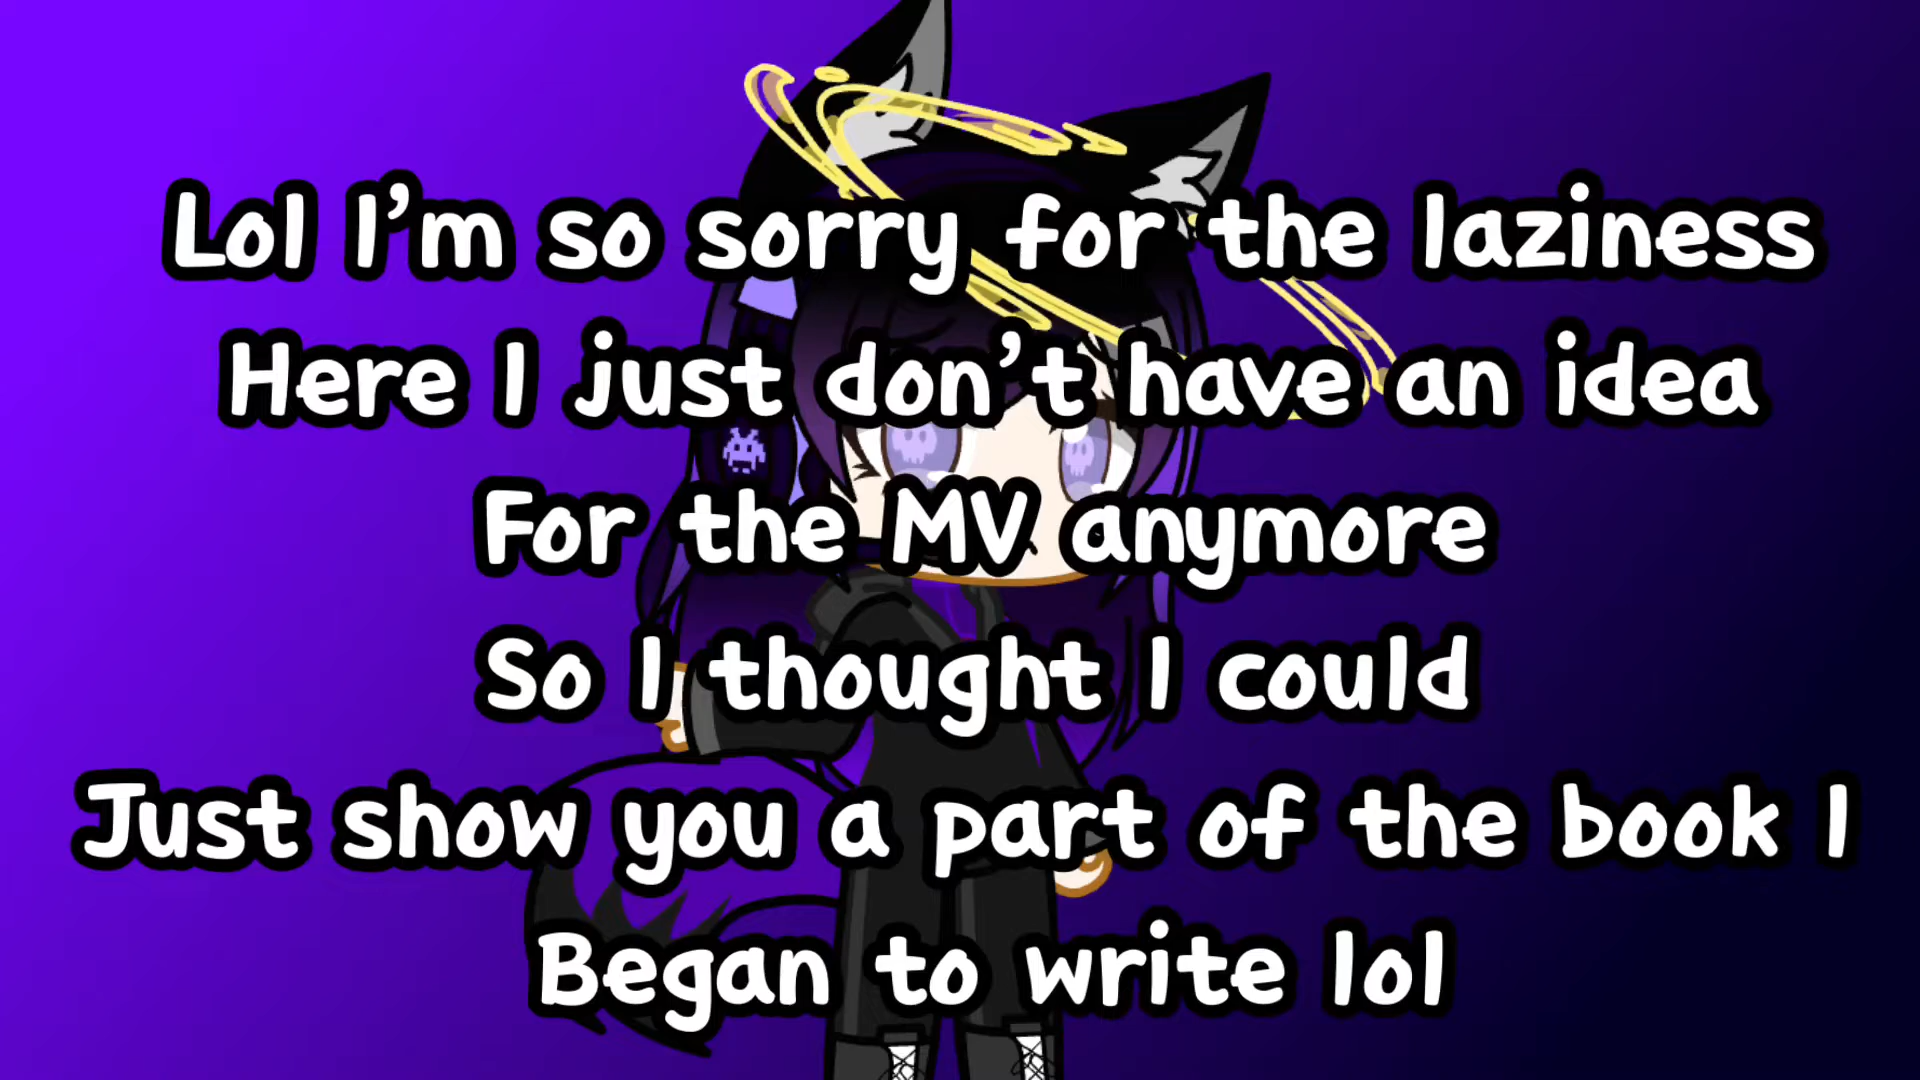 Lol I'm so sorry for the laziness
Here I just don't have an idea
For the MV anymore
So I thought I could
Just show you a part of the book I
Began to write lol